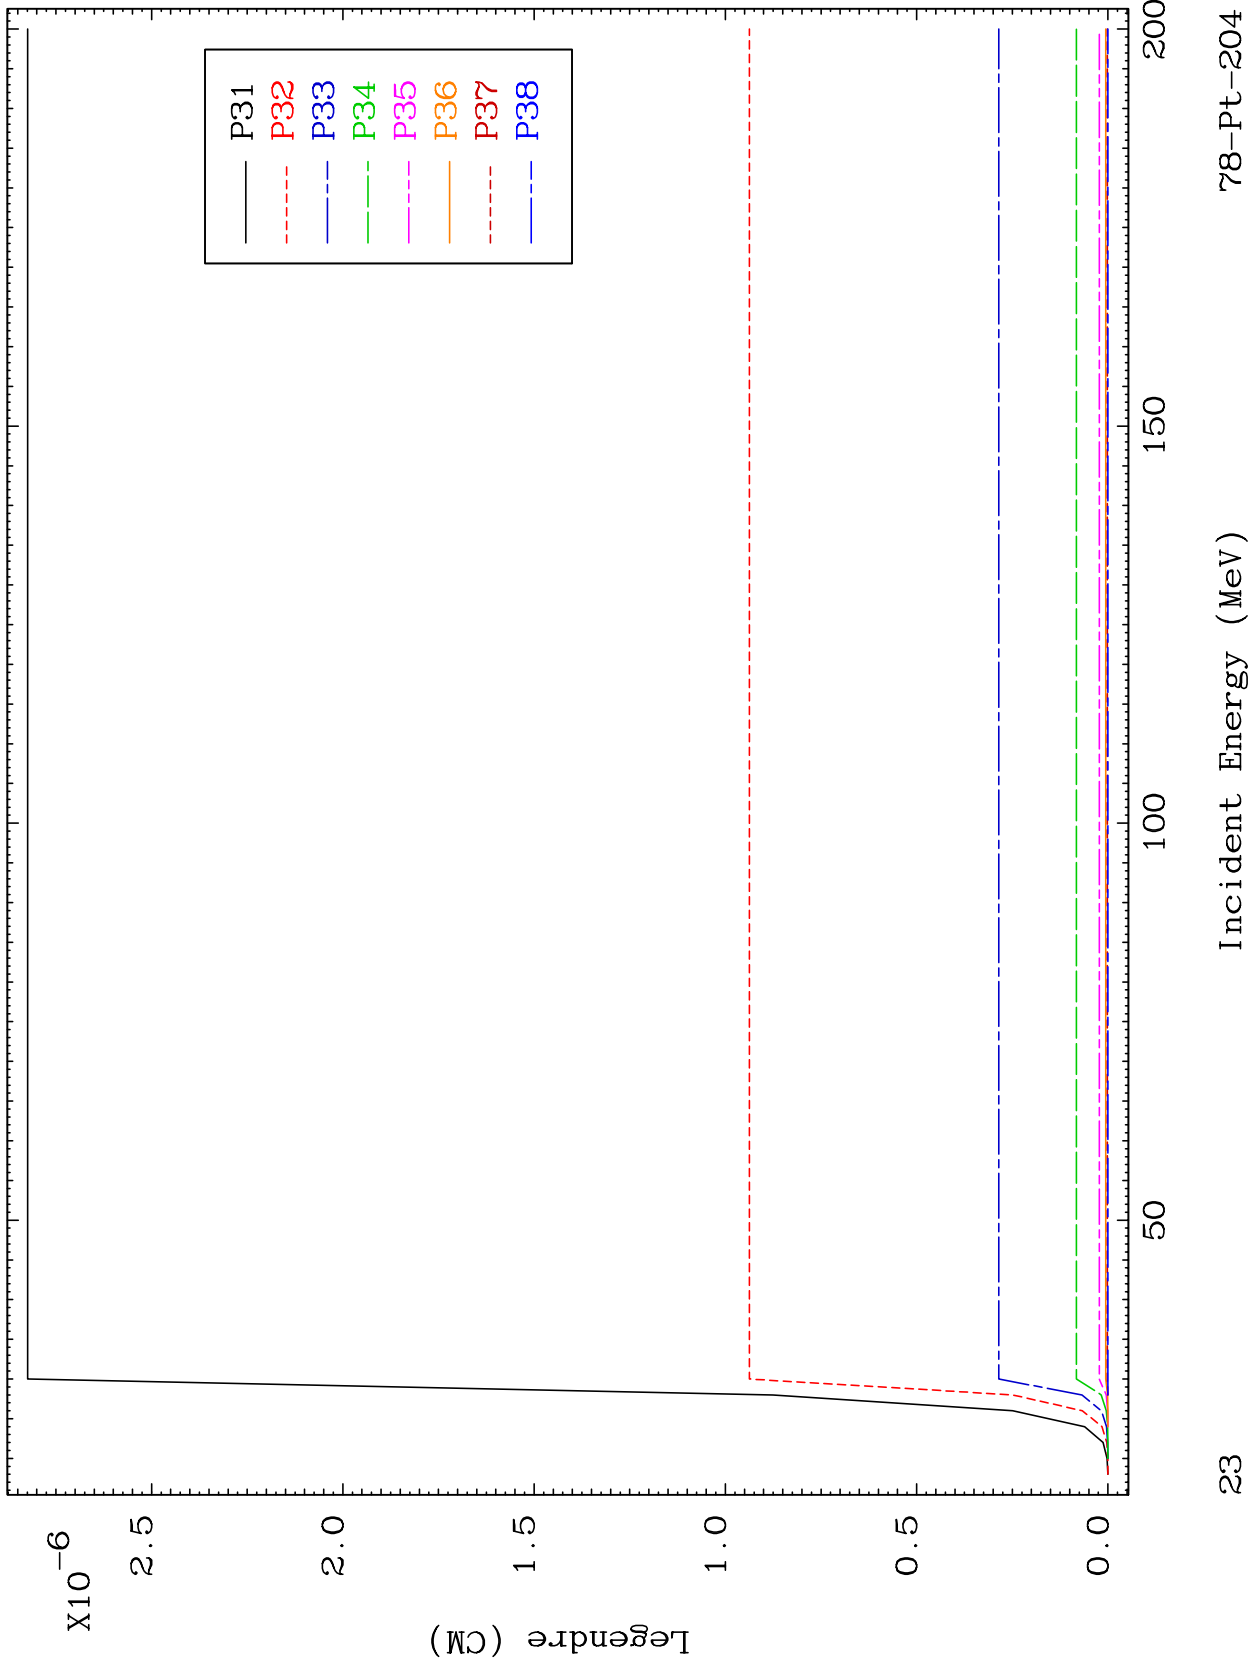 X10-6
2.5
2.0
1.5
1.0
0.5
0.0
Legendre (CM)
P31
P32
P33
P34
P35
P36
P37
P38
50
100
150
200
Incident Energy (MeV)
23
78-Pt-204